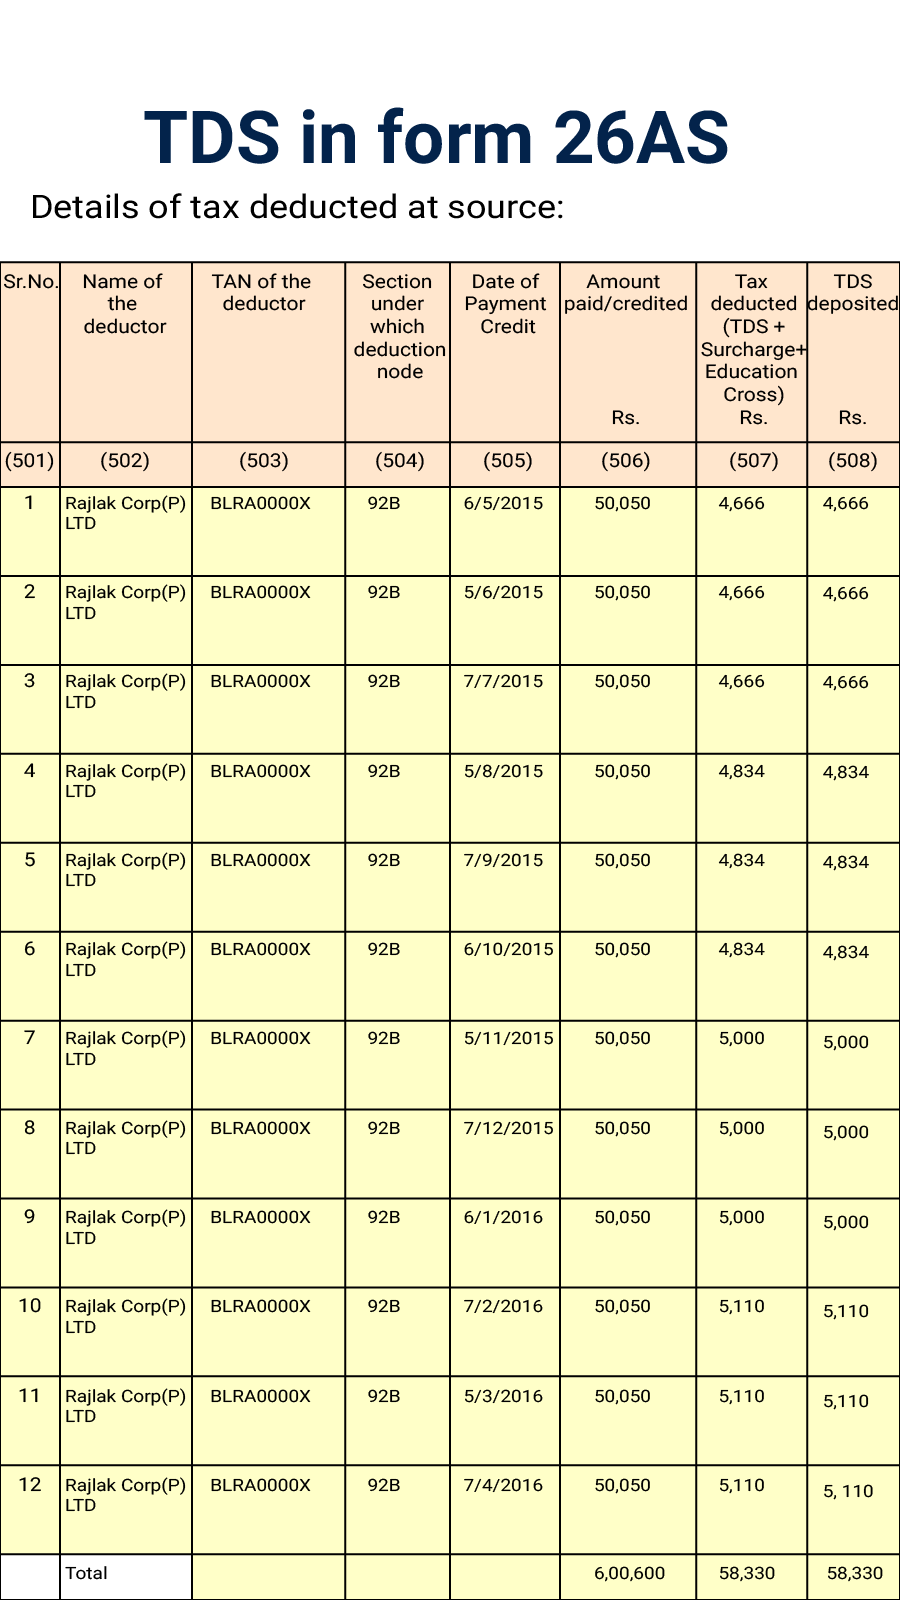 TDS in form 26AS
Details of tax deducted at source:
Sr.No. Name of the deductor TAN of the deductor Section under which deduction node Date of Payment Credit Amount paid/credited Rs. Tax deducted (TDS + Surcharge+ Education Cross) Rs. TDS deposited Rs.
(501) (502) (503) (504) (505) (506) (507) (508)
1 Rajlak Corp(P) LTD BLRA0000X 92B 6/5/2015 50,050 4,666 4,666
2 Rajlak Corp(P) LTD BLRA0000X 92B 5/6/2015 50,050 4,666 4,666
3 Rajlak Corp(P) LTD BLRA0000X 92B 7/7/2015 50,050 4,666 4,666
4 Rajlak Corp(P) LTD BLRA0000X 92B 5/8/2015 50,050 4,834 4,834
5 Rajlak Corp(P) LTD BLRA0000X 92B 7/9/2015 50,050 4,834 4,834
6 Rajlak Corp(P) LTD BLRA0000X 92B 6/10/2015 50,050 4,834 4,834
7 Rajlak Corp(P) LTD BLRA0000X 92B 5/11/2015 50,050 5,000 5,000
8 Rajlak Corp(P) LTD BLRA0000X 92B 7/12/2015 50,050 5,000 5,000
9 Rajlak Corp(P) LTD BLRA0000X 92B 6/1/2016 50,050 5,000 5,000
10 Rajlak Corp(P) LTD BLRA0000X 92B 7/2/2016 50,050 5,110 5,110
11 Rajlak Corp(P) LTD BLRA0000X 92B 5/3/2016 50,050 5,110 5,110
12 Rajlak Corp(P) LTD BLRA0000X 92B 7/4/2016 50,050 5,110 5, 110
Total 6,00,600 58,330 58,330